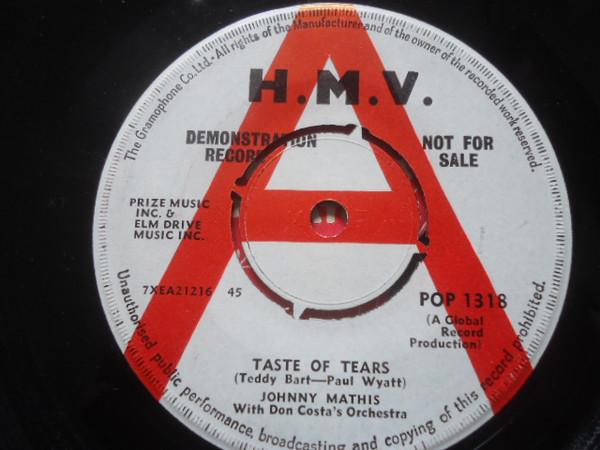 The Gramophone Co. Ltd. · All rights of the Manufacturer and of the owner of the recorded work reserved.
H.M.V.
DEMONSTRATION
RECORD
NOT FOR
SALE
PRIZE MUSIC
INC. &
ELM DRIVE
MUSIC INC.
7XEA21216 45
POP 1318
(A Global
Record
Production)
TASTE OF TEARS
(Teddy Bart—Paul Wyatt)
JOHNNY MATHIS
With Don Costa's Orchestra
Unauthorised public performance, broadcasting and copying of this record prohibited.